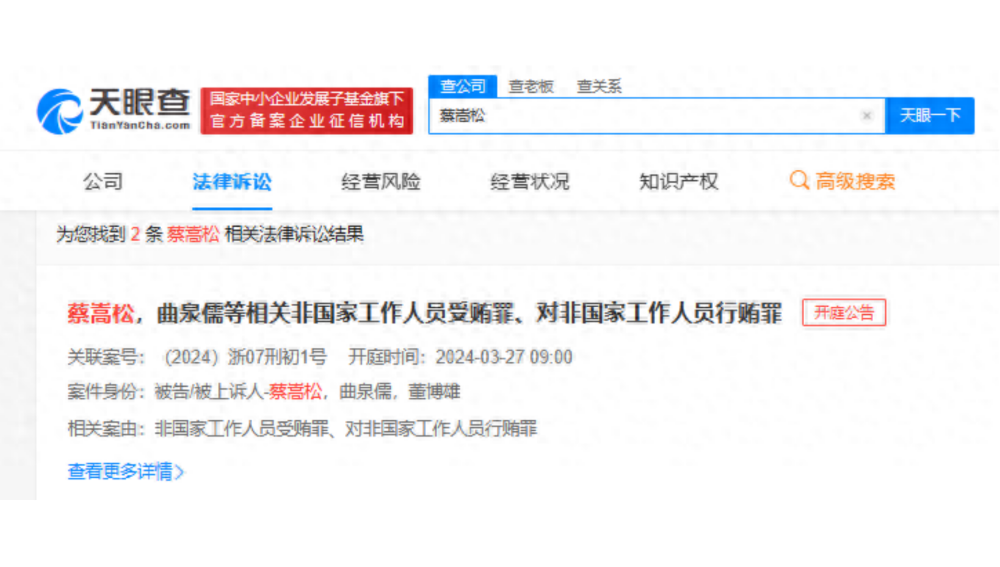 天眼查
TianYanCha.com
国家中小企业发展子基金旗下
官方备案企业征信机构
查公司 查老板 查关系
蔡嵩松 × 天眼一下
公司 法律诉讼 经营风险 经营状况 知识产权 高级搜索
为您找到 2 条 蔡嵩松 相关法律诉讼结果
蔡嵩松，曲泉儒等相关非国家工作人员受贿罪、对非国家工作人员行贿罪 开庭公告
关联案号：（2024）浙07刑初1号 开庭时间：2024-03-27 09:00
案件身份：被告/被上诉人-蔡嵩松，曲泉儒，董博雄
相关案由：非国家工作人员受贿罪、对非国家工作人员行贿罪
查看更多详情>